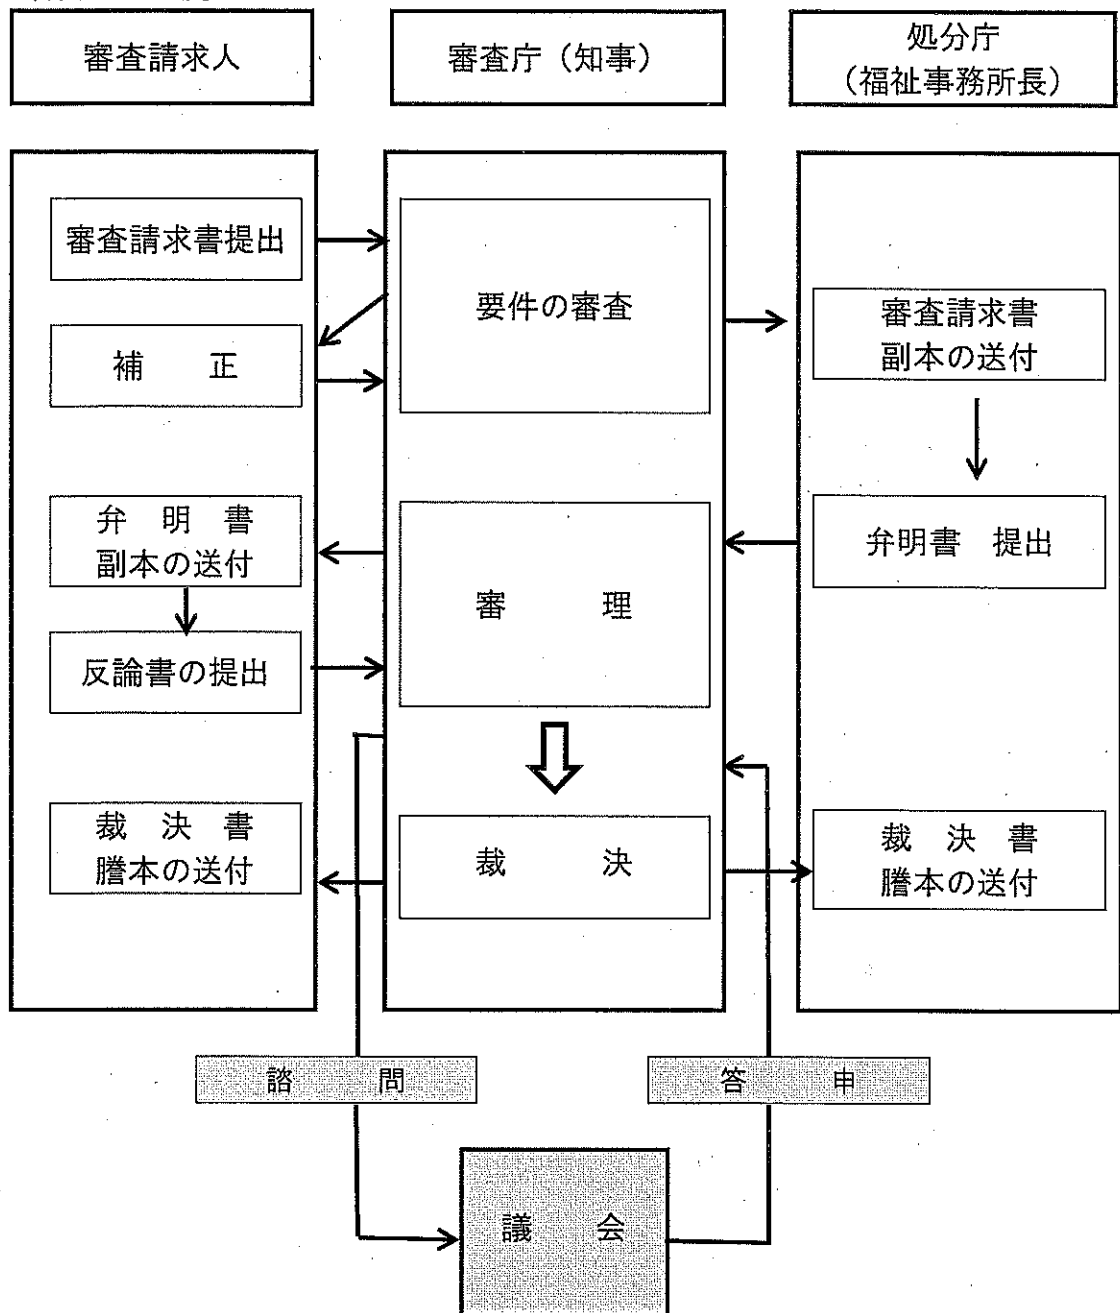 審査請求人
審査庁（知事）
処分庁
（福祉事務所長）
審査請求書提出
要件の審査
審査請求書
副本の送付
補　　正
弁　明　書
副本の送付
弁明書　提出
審　　　理
反論書の提出
裁　決　書
謄本の送付
裁　　　決
裁　決　書
謄本の送付
諮　　問
答　　申
議　　会